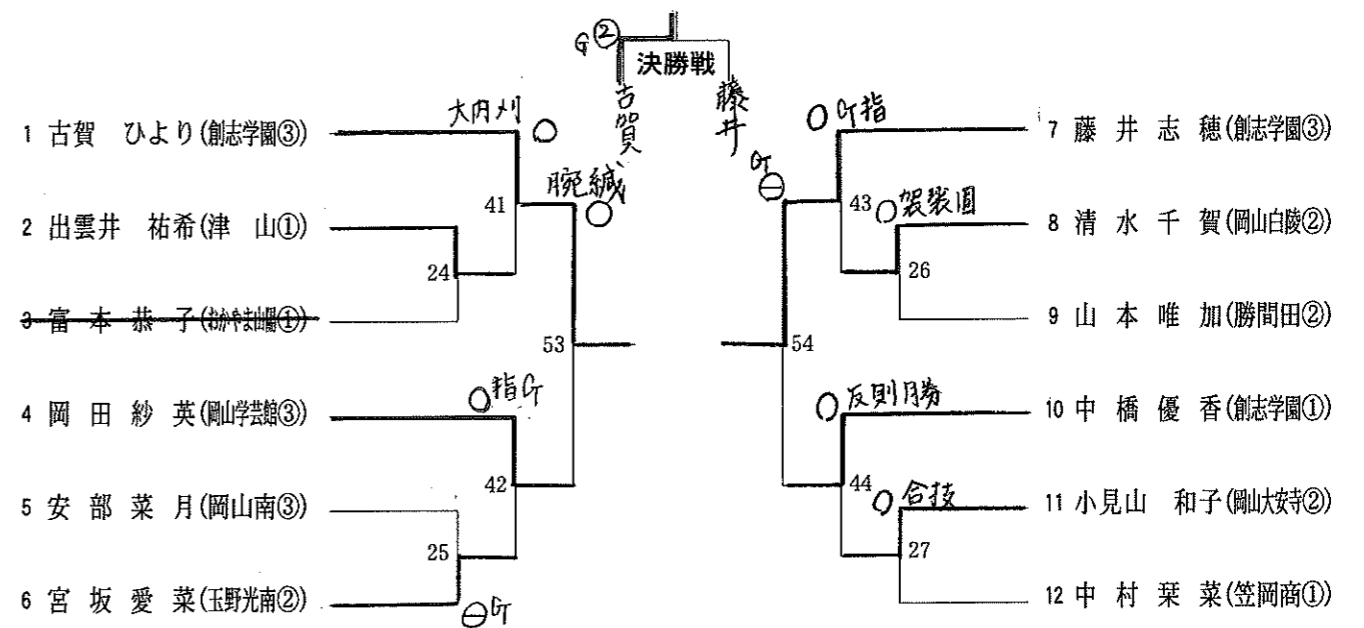 G②
決勝戦
古賀
藤井
大内刈 ○
1 古賀 ひより(創志学園③)
腕緘 ○
41
2 出雲井 祐希(津 山①)
24
3 富本恭子(おかやま山陽①)
53
○指G
4 岡田紗英(岡山学芸館③)
42
5 安部菜月(岡山南③)
25
6 宮坂愛菜(玉野光南②)
⊖G
○G指
7 藤井志穂(創志学園③)
G
⊖
43
○袈裟固
8 清水千賀(岡山白陵②)
26
9 山本唯加(勝間田②)
54
○反則勝
10 中橋優香(創志学園①)
44
○合技
11 小見山 和子(岡山大安寺②)
27
12 中村栞菜(笠岡商①)